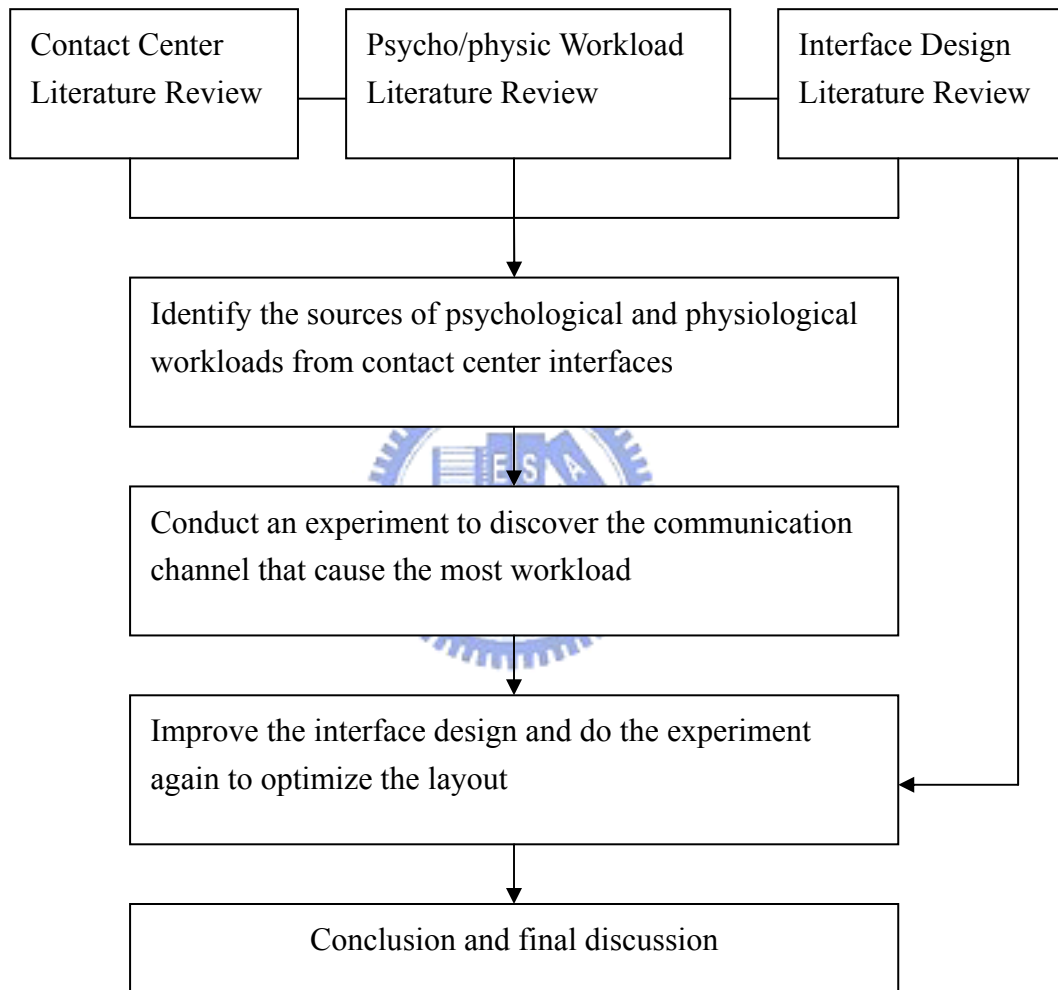 Contact Center
Literature Review
Psycho/physic Workload
Literature Review
Interface Design
Literature Review
Identify the sources of psychological and physiological
workloads from contact center interfaces
E S A
Conduct an experiment to discover the communication
channel that cause the most workload
Improve the interface design and do the experiment
again to optimize the layout
Conclusion and final discussion